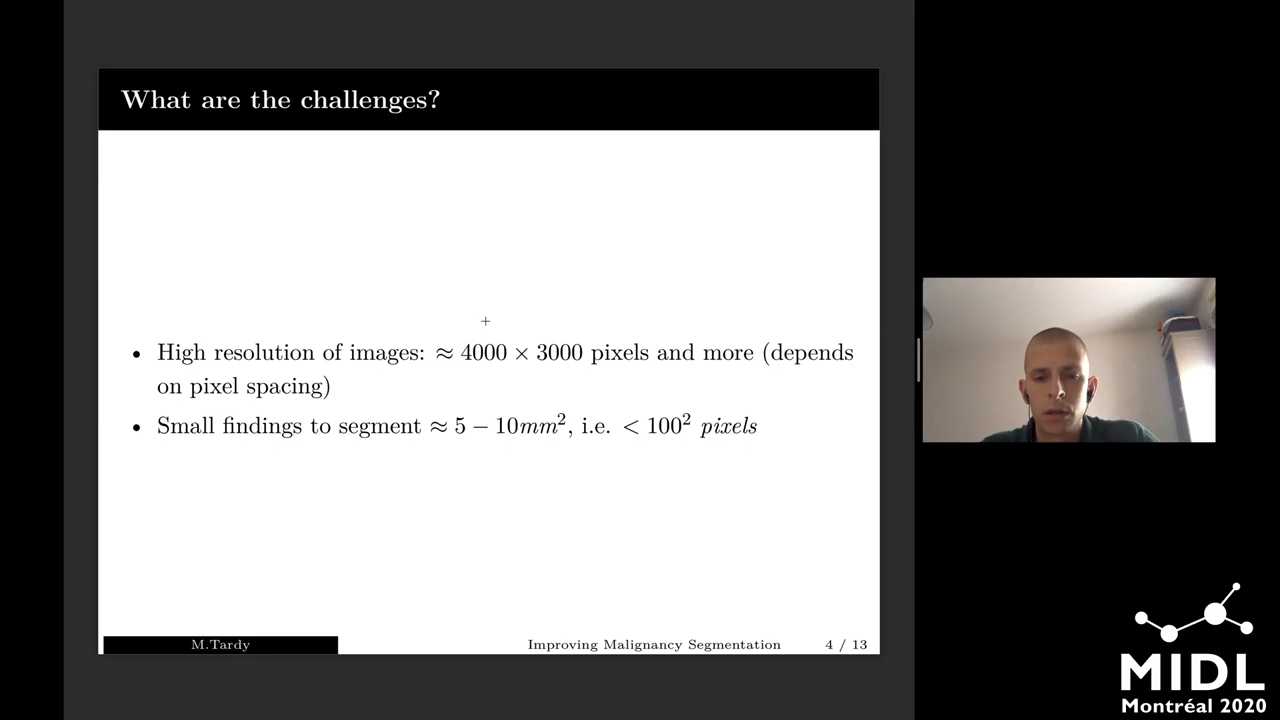 What are the challenges?
• High resolution of images: ≈ 4000 × 3000 pixels and more (depends
on pixel spacing)
• Small findings to segment ≈ 5 − 10mm², i.e. < 100² pixels
M.Tardy
Improving Malignancy Segmentation
4 / 13
MIDL
Montréal 2020